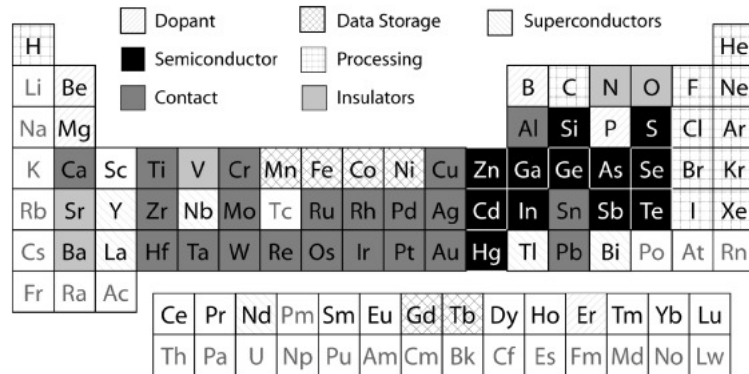 Dopant Data Storage Superconductors
H He
Semiconductor Processing
Li Be B C N O F Ne
Contact Insulators
Na Mg Al Si P S Cl Ar
K Ca Sc Ti V Cr Mn Fe Co Ni Cu Zn Ga Ge As Se Br Kr
Rb Sr Y Zr Nb Mo Tc Ru Rh Pd Ag Cd In Sn Sb Te I Xe
Cs Ba La Hf Ta W Re Os Ir Pt Au Hg Tl Pb Bi Po At Rn
Fr Ra Ac
Ce Pr Nd Pm Sm Eu Gd Tb Dy Ho Er Tm Yb Lu
Th Pa U Np Pu Am Cm Bk Cf Es Fm Md No Lw